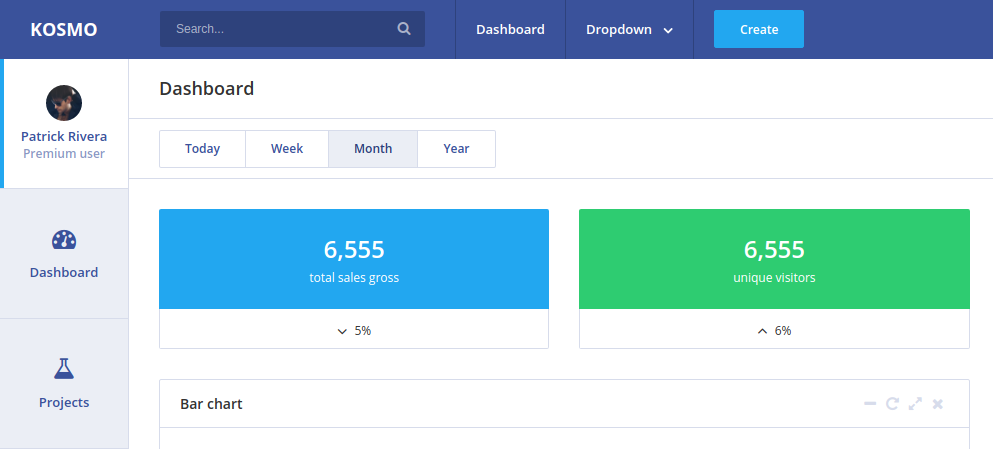 KOSMO
Search...
Dashboard
Dropdown
Create
Patrick Rivera
Premium user
Dashboard
Projects
Dashboard
Today
Week
Month
Year
6,555
total sales gross
5%
6,555
unique visitors
6%
Bar chart